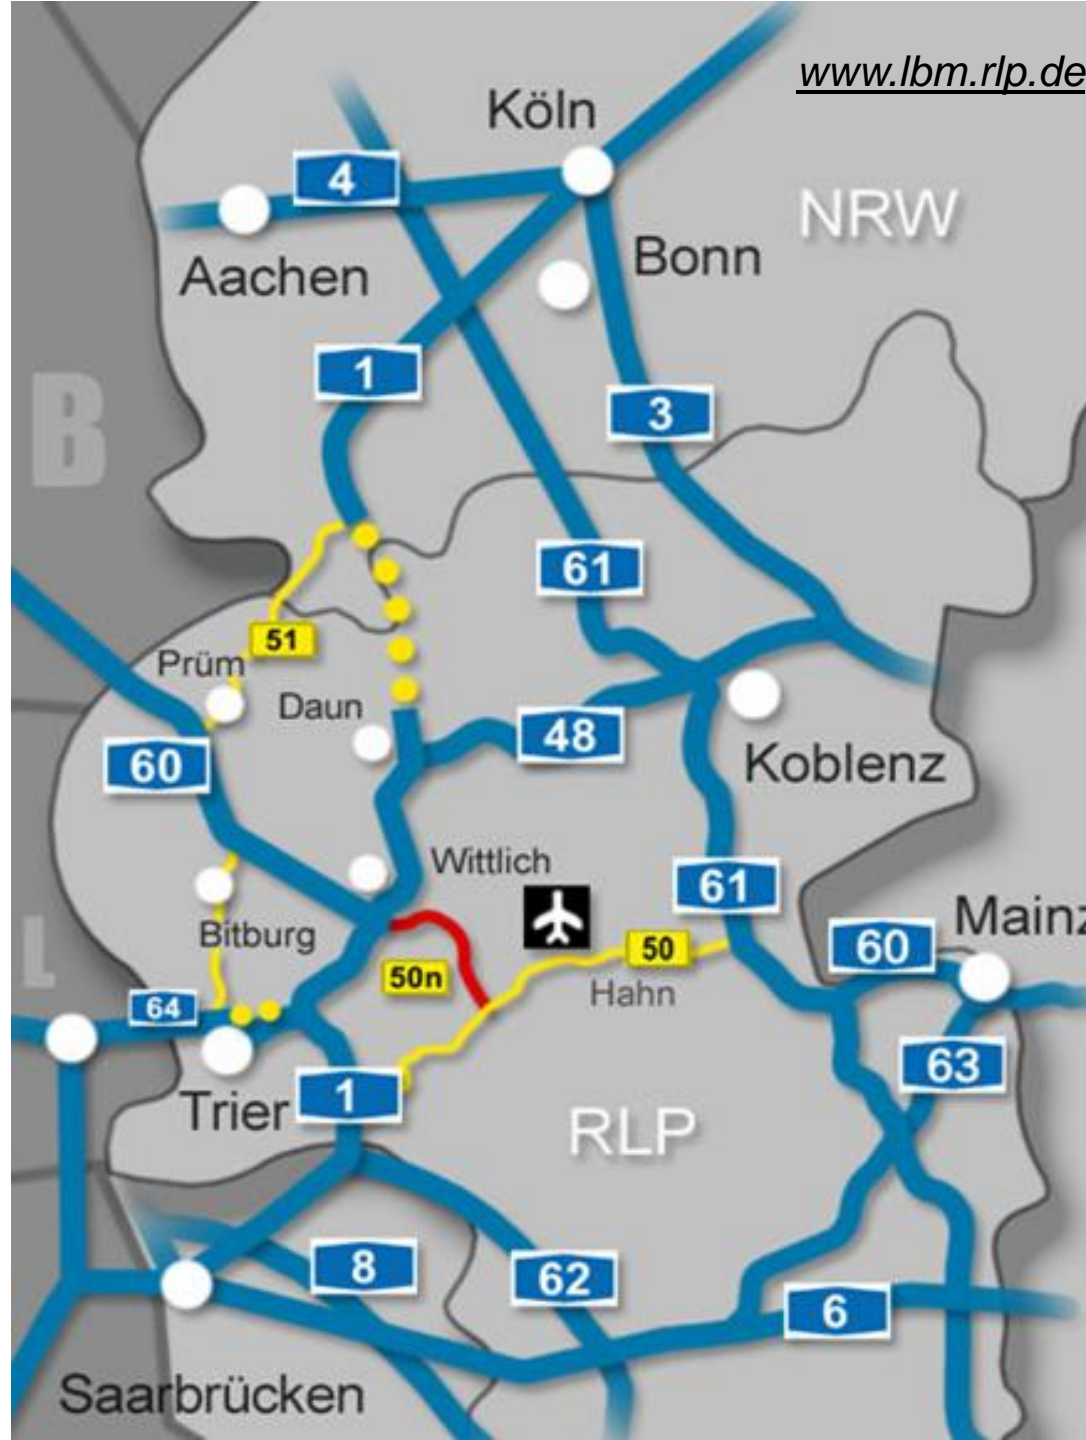 www.lbm.rlp.de
Köln
4
NRW
Bonn
Aachen
1
3
B
61
51
Prüm
Daun
60
48
Koblenz
Wittlich
61
Mainz
Bitburg
60
50
50n
L
Hahn
64
63
1
Trier
RLP
8
62
6
Saarbrücken